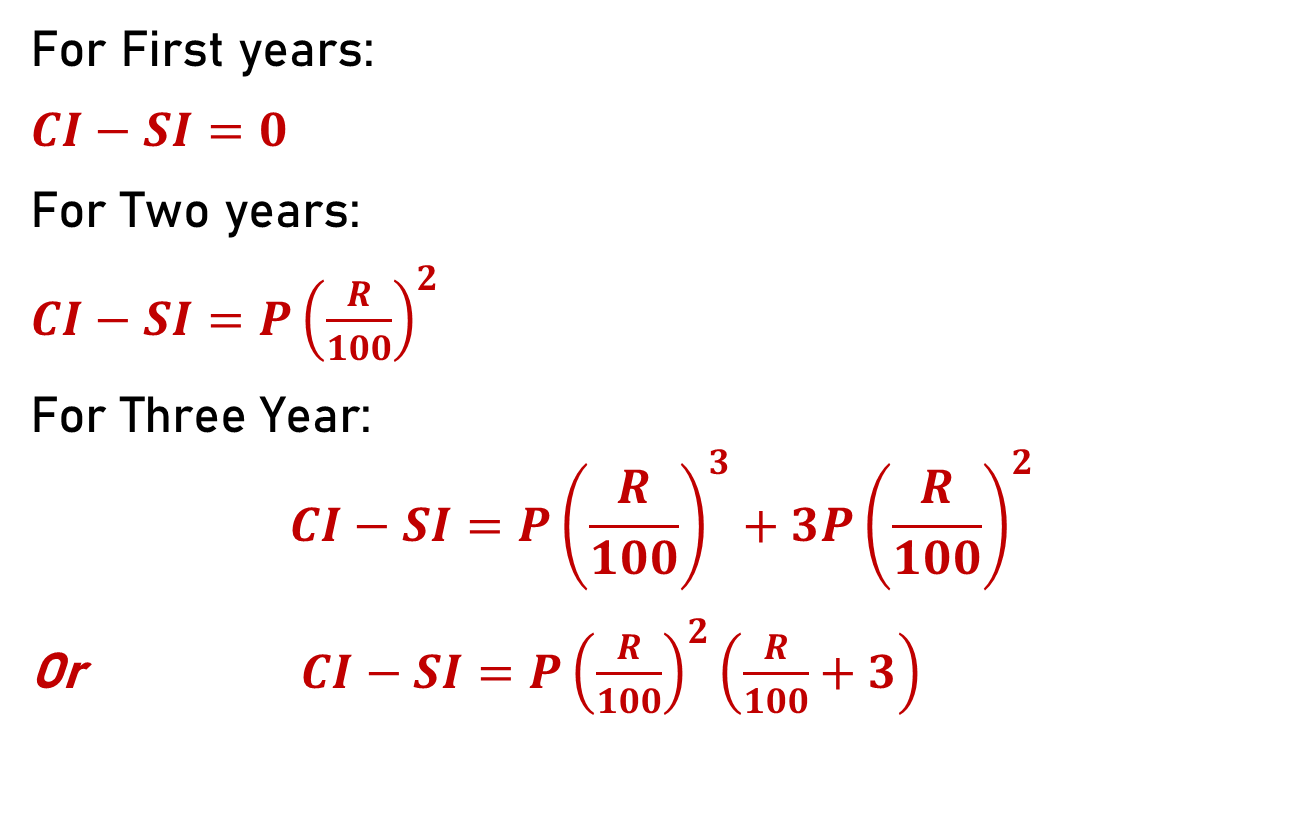 For First years:
CI − SI = 0
For Two years:
CI − SI = P(R/100)²
For Three Year:
CI − SI = P(R/100)³ + 3P(R/100)²
Or CI − SI = P(R/100)²(R/100 + 3)